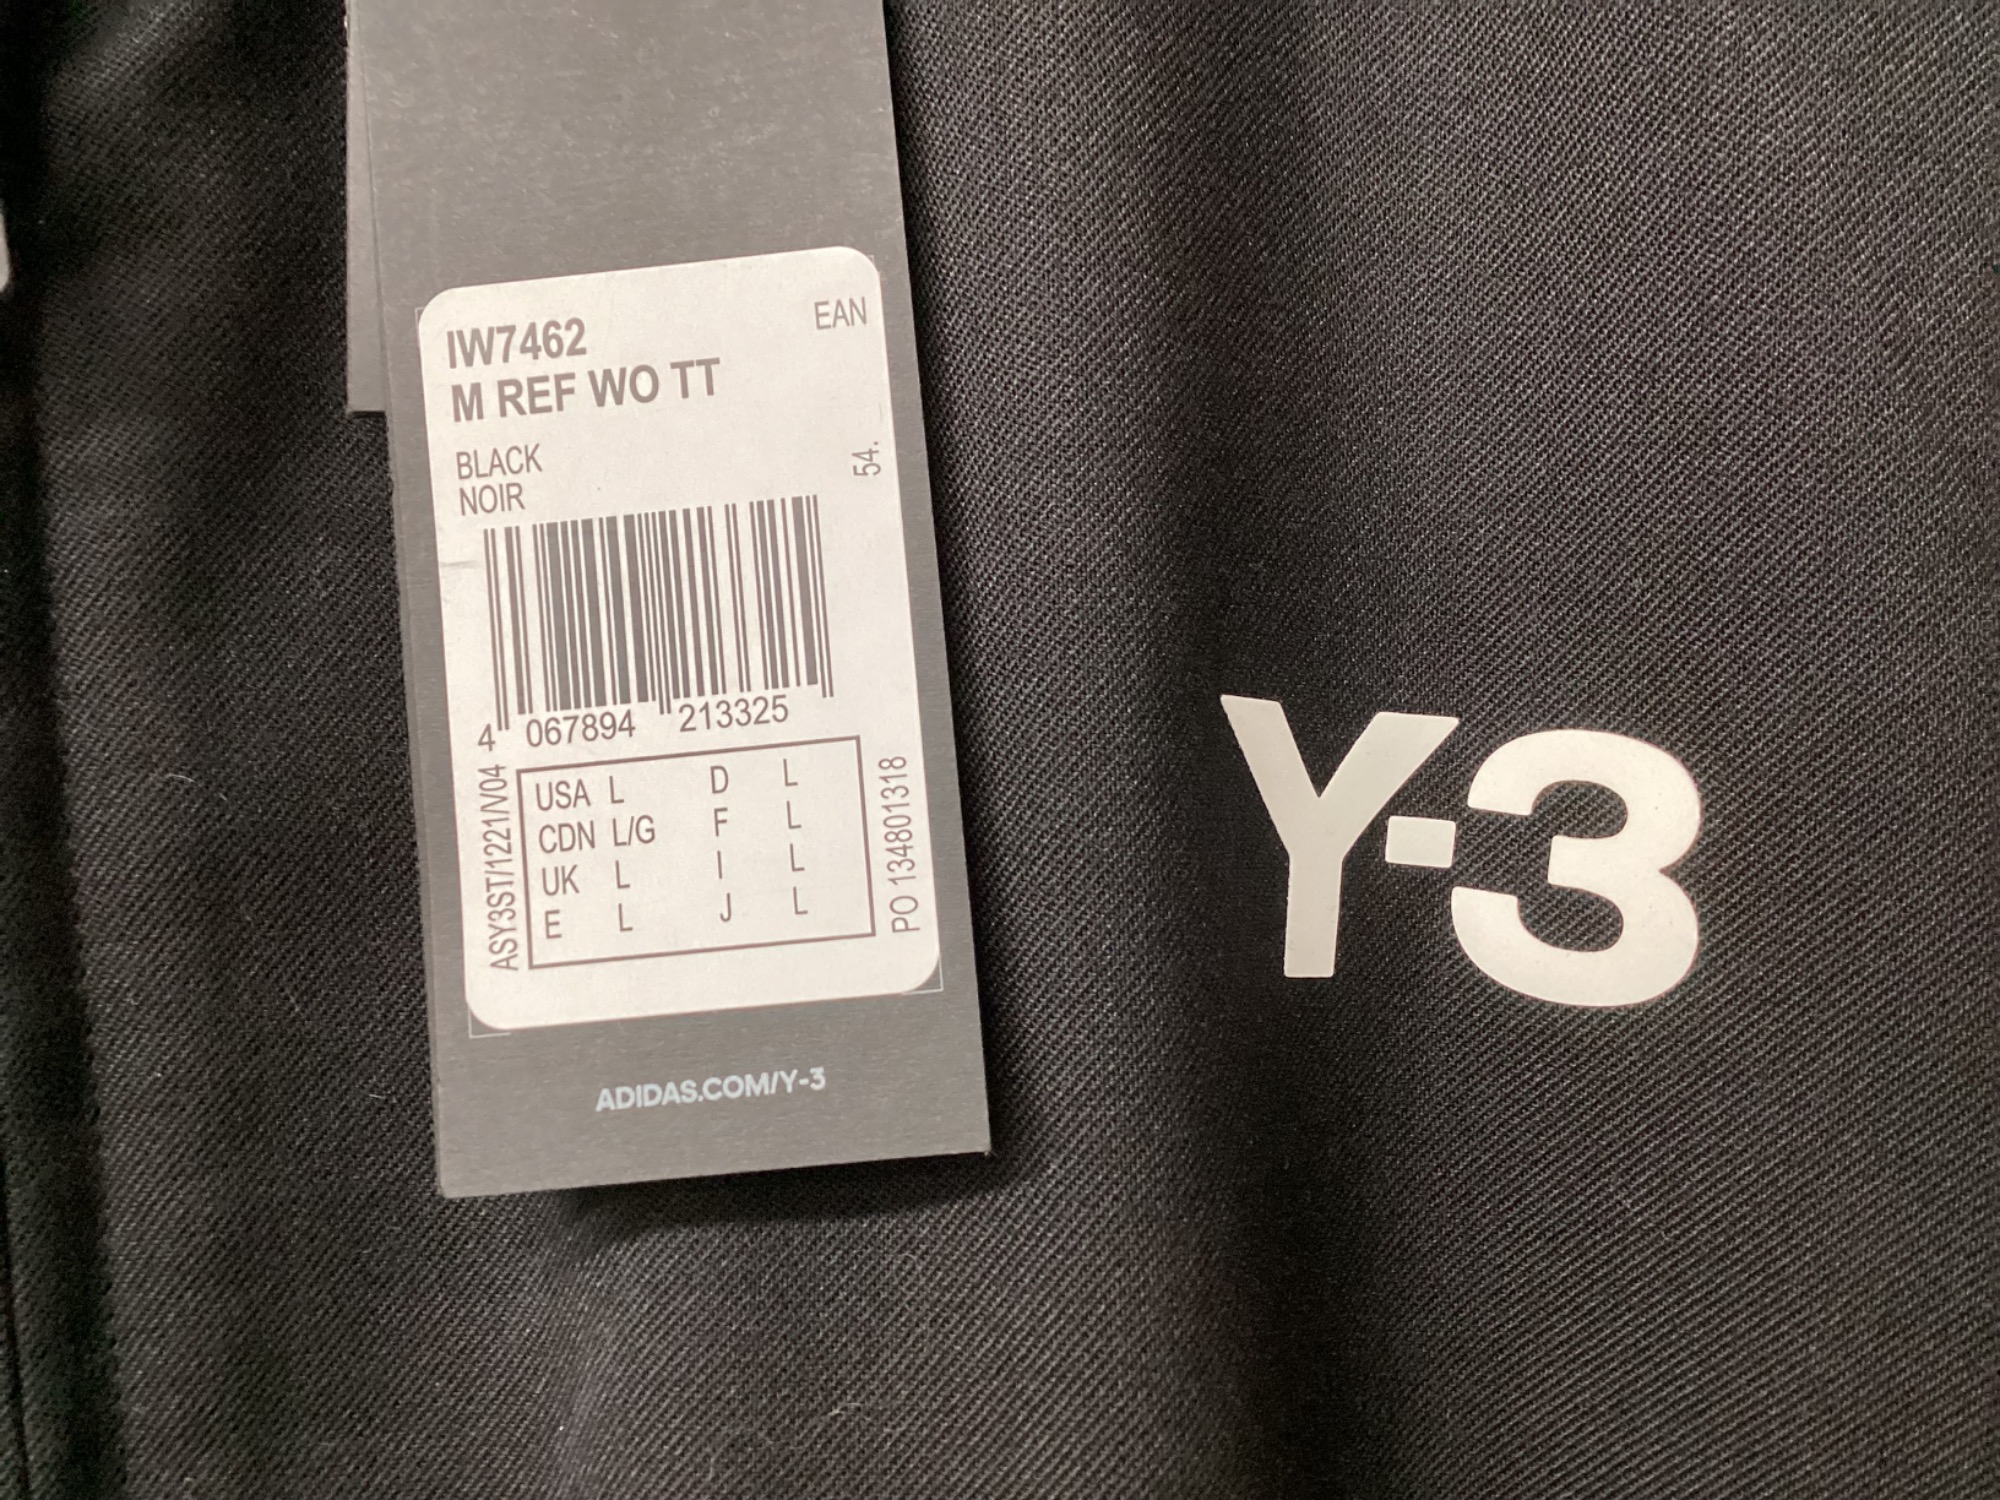 IW7462
EAN
M REF WO TT
BLACK
NOIR
54.
4 067894 213325
USA L D L
CDN L/G F L
UK L I L
E L J L
ASY3ST/1221/V04
PO 134801318
ADIDAS.COM/Y-3
Y-3